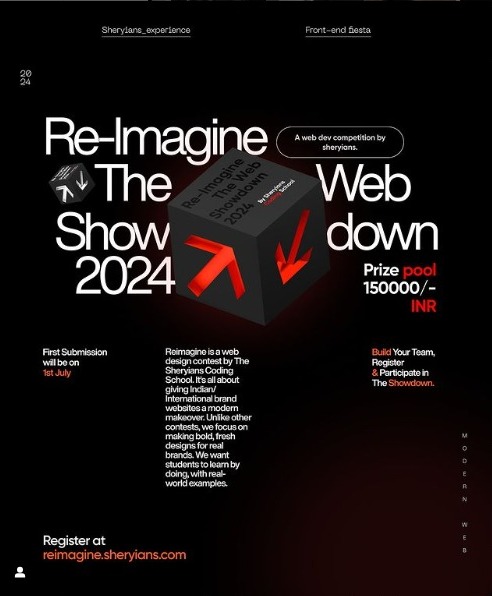 Sheryians_experience
Front-end fiesta
20
24
Re-Imagine
A web dev competition by
sheryians.
The Web
Show down
2024
Re-Imagine
The Web
Showdown
2024
By Sheryians
Coding School
Prize pool
150000/-
INR
First Submission
will be on
1st July
Reimagine is a web
design contest by The
Sheryians Coding
School. It's all about
giving Indian/
International brand
websites a modern
makeover. Unlike other
contests, we focus on
making bold, fresh
designs for real
brands. We want
students to learn by
doing, with real-
world examples.
Build Your Team,
Register
& Participate in
The Showdown.
MODERN WEB
Register at
reimagine.sheryians.com